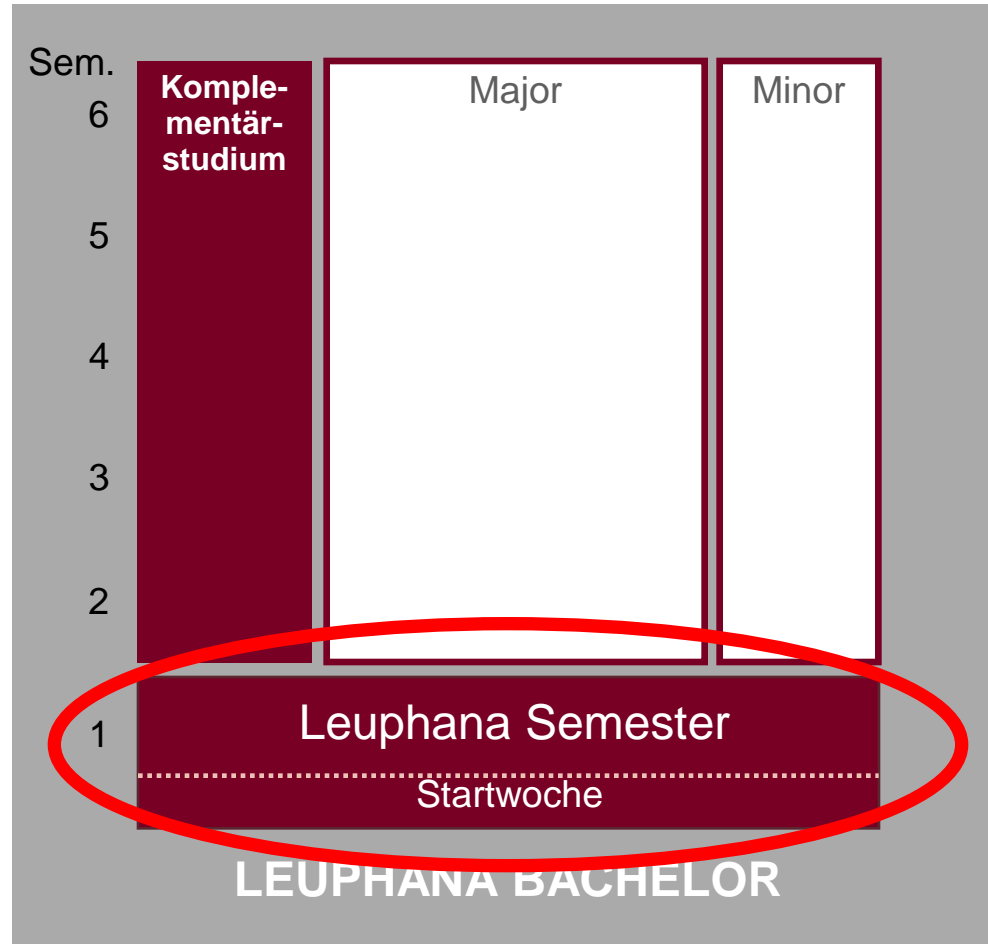 Sem.
6
Komple-
mentär-
studium
Major
Minor
5
4
3
2
1
Leuphana Semester
Startwoche
LEUPHANA BACHELOR